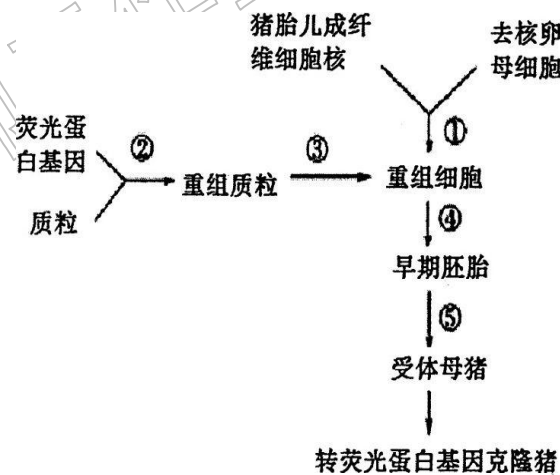 猪胎儿成纤
维细胞核
去核卵
母细胞
荧光蛋
白基因
质粒
②
重组质粒
③
①
重组细胞
④
早期胚胎
⑤
受体母猪
转荧光蛋白基因克隆猪